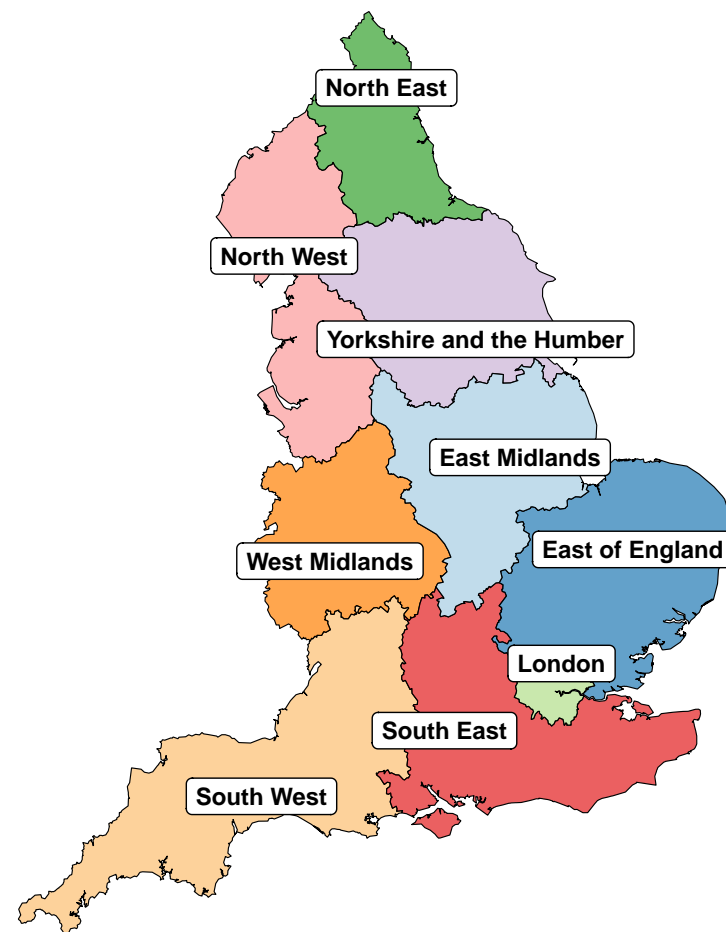 North East
North West
Yorkshire and the Humber
East Midlands
East of England
West Midlands
London
South East
South West